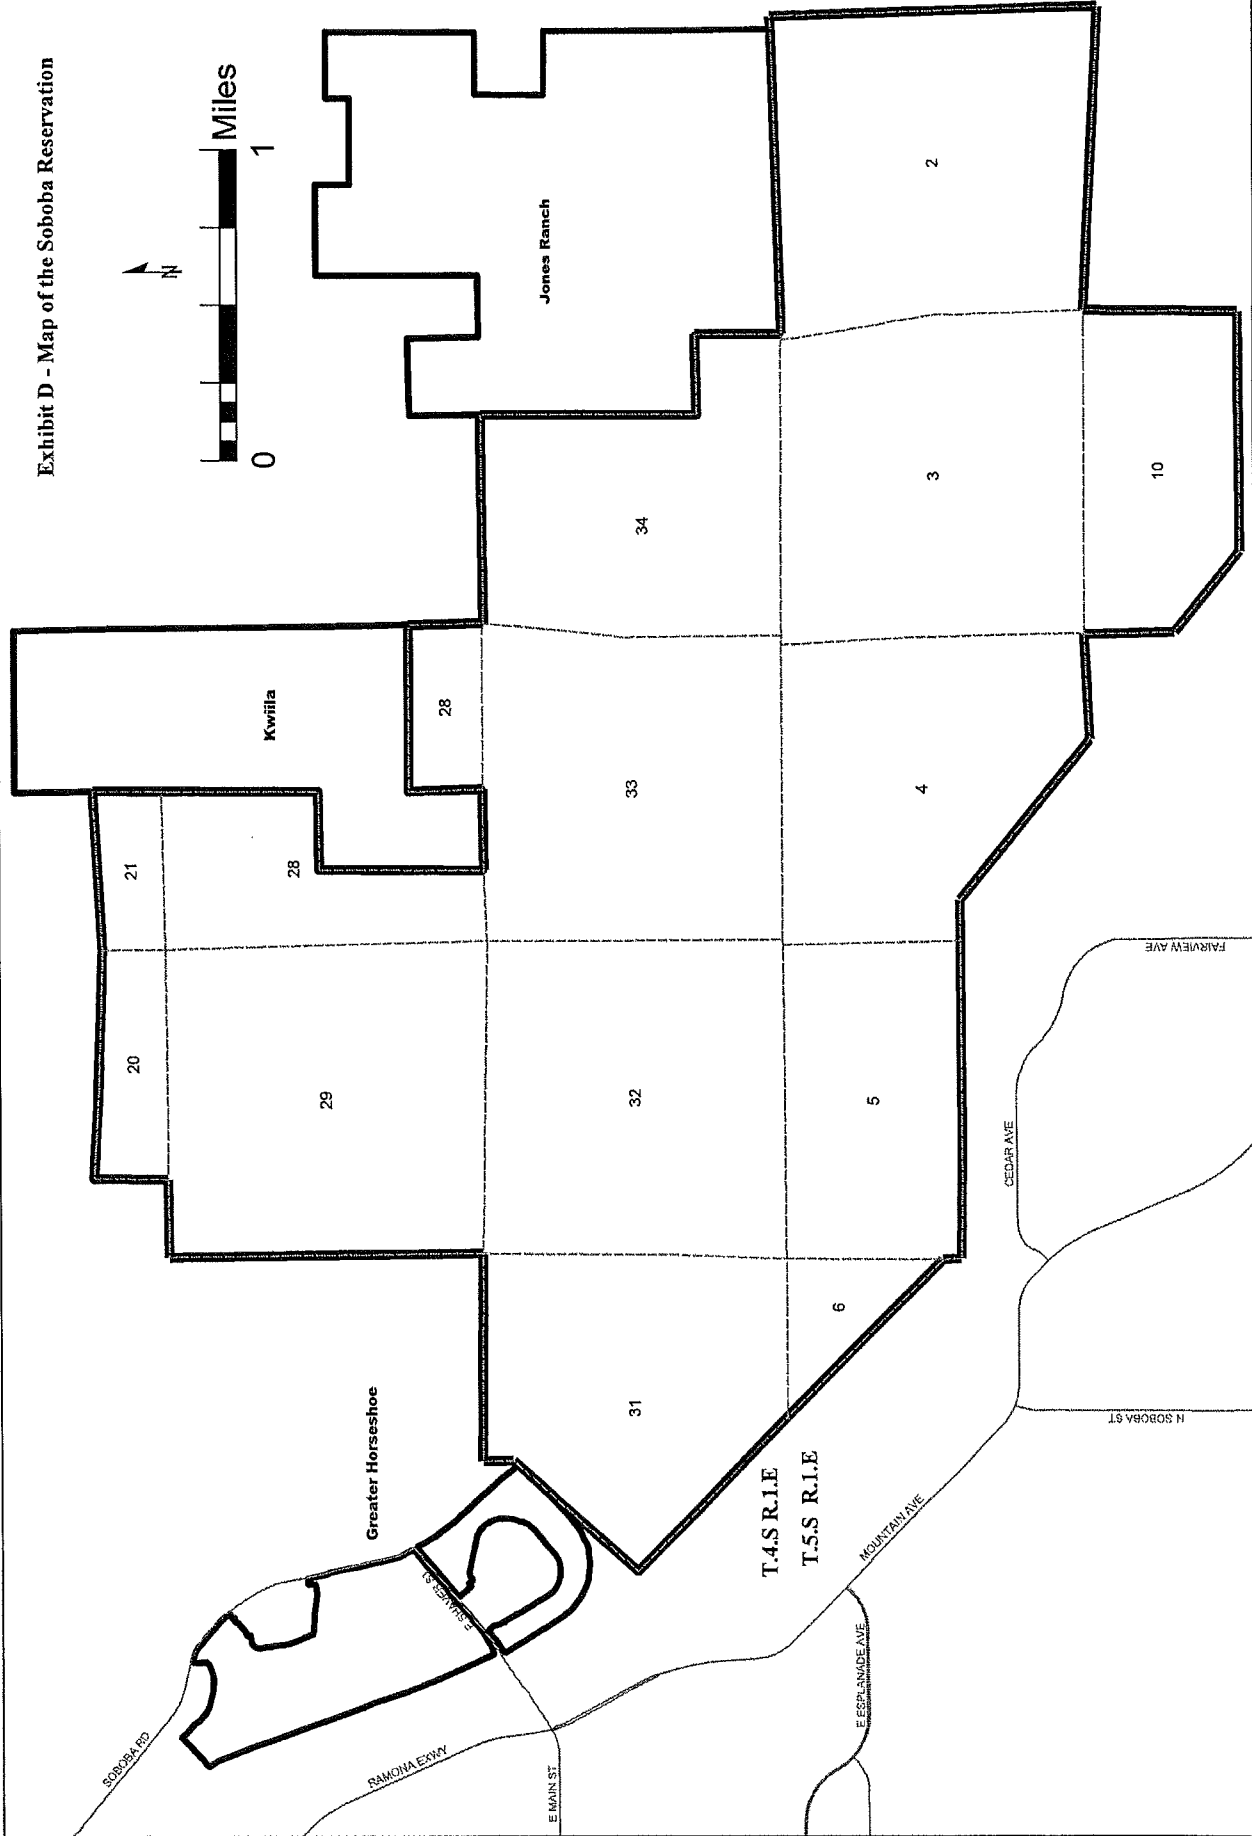 Exhibit D - Map of the Soboba Reservation
N
Miles
0
1
Kwiila
Jones Ranch
Greater Horseshoe
20
21
29
28
28
31
32
33
34
6
5
4
3
2
10
T.4.S R.1.E
T.5.S R.1.E
SOBOBA RD
RAMONA EXWY
E MAIN ST
E SHAVER ST
E ESPLANADE AVE
MOUNTAIN AVE
N SOBOBA ST
CEDAR AVE
FAIRVIEW AVE